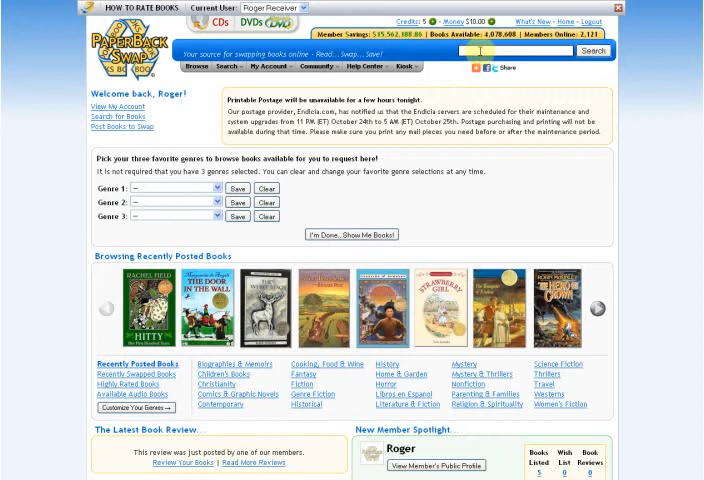 HOW TO RATE BOOKS Current User: Roger Receiver
CDs DVDs
Credits: 5 - Money $10.00 What's New - Home - Logout
Member Savings: $15,562,188.86 | Books Available: 4,078,608 | Members Online: 2,121
PAPERBACK SWAP
Your source for swapping books online - Read...Swap...Save!
Search
Browse Search My Account Community Help Center Kiosk
Share
Welcome back, Roger!
View My Account
Search for Books
Post Books to Swap
Printable Postage will be unavailable for a few hours tonight.
Our postage provider, Endicia.com, has notified us that the Endicia servers are scheduled for their maintenance and
system upgrades from 11 PM (ET) October 24th to 5 AM (ET) October 25th. Postage purchasing and printing will not be
available during that time. Please make sure you print any mail pieces you need before or after the maintenance period.
Pick your three favorite genres to browse books available for you to request here!
It is not required that you have 3 genres selected. You can clear and change your favorite genre selections at any time.
Genre 1: -- Save Clear
Genre 2: -- Save Clear
Genre 3: -- Save Clear
I'm Done...Show Me Books!
Browsing Recently Posted Books
RACHEL FIELD
HITTY
THE DOOR
IN THE WALL
STRAWBERRY
GIRL
ROBIN McKINLEY
THE HERO
CROWN
Recently Posted Books
Recently Swapped Books
Highly Rated Books
Available Audio Books
Customize Your Genres→
Biographies & Memoirs
Children's Books
Christianity
Comics & Graphic Novels
Contemporary
Cooking, Food & Wine
Fantasy
Fiction
Genre Fiction
Historical
History
Home & Garden
Horror
Libros en Espanol
Literature & Fiction
Mystery
Mystery & Thrillers
Nonfiction
Parenting & Families
Religion & Spirituality
Science Fiction
Thrillers
Travel
Westerns
Women's Fiction
The Latest Book Review...
This review was just posted by one of our members.
Review Your Books | Read More Reviews
New Member Spotlight...
Roger
View Member's Public Profile
Books Listed
5
Wish List
0
Book Reviews
0